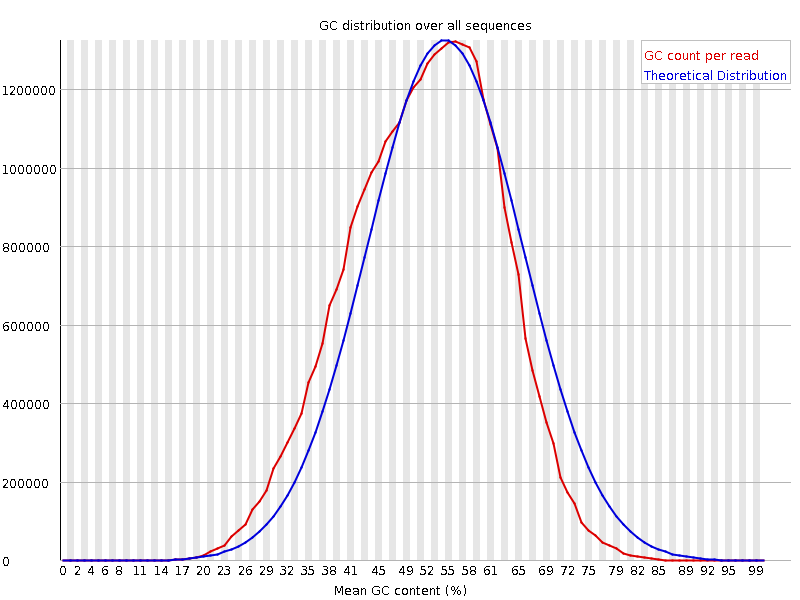 GC distribution over all sequences
GC count per read
Theoretical Distribution
1200000
1000000
800000
600000
400000
200000
0
0 2 4 6 8 11 14 17 20 23 26 29 32 35 38 41 45 49 52 55 58 61 65 69 72 75 79 82 85 89 92 95 99
Mean GC content (%)